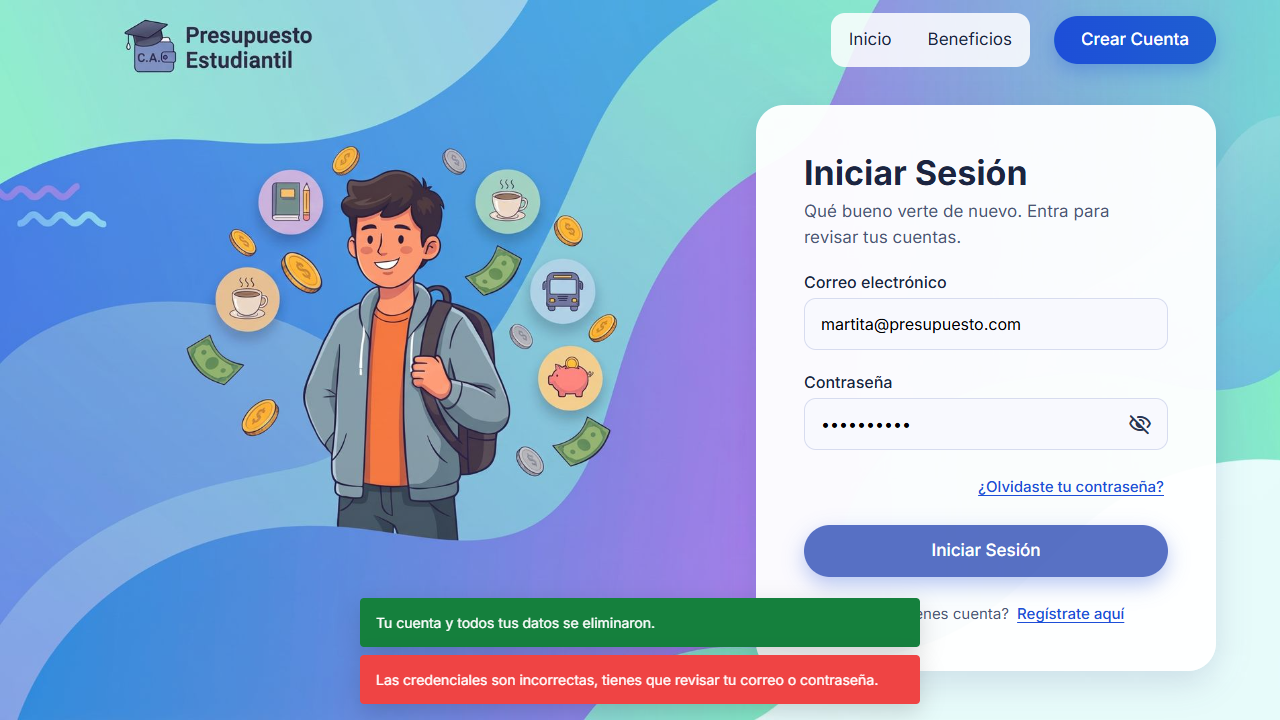 C.A.
Presupuesto
Estudiantil
Inicio
Beneficios
Crear Cuenta
Iniciar Sesión
Qué bueno verte de nuevo. Entra para
revisar tus cuentas.
Correo electrónico
martita@presupuesto.com
Contraseña
••••••••••
¿Olvidaste tu contraseña?
Iniciar Sesión
cuenta? Regístrate aquí
Tu cuenta y todos tus datos se eliminaron.
Las credenciales son incorrectas, tienes que revisar tu correo o contraseña.